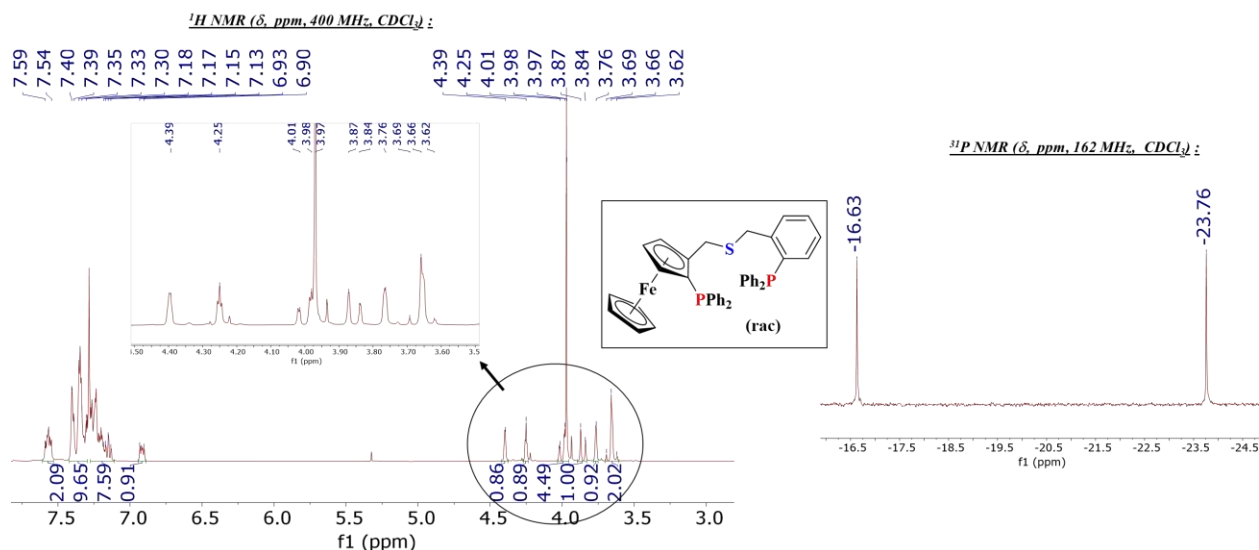 ¹H NMR (δ, ppm, 400 MHz, CDCl₃) :
7.59 7.54 7.40 7.39 7.35 7.33 7.30 7.18 7.17 7.15 7.13 6.93 6.90
4.39 4.25 4.01 3.98 3.97 3.87 3.84 3.76 3.69 3.66 3.62
4.39 4.25 4.01 3.98 3.97 3.87 3.84 3.76 3.69 3.66 3.62
.50 4.40 4.30 4.20 4.10 4.00 3.90 3.80 3.70 3.60 3.5
f1 (ppm)
S
Ph₂P
Fe
PPh₂
(rac)
2.09 9.65 7.59 0.91 0.86 0.89 4.49 1.00 0.92 2.02
7.5 7.0 6.5 6.0 5.5 5.0 4.5 4.0 3.5 3.0
f1 (ppm)
³¹P NMR (δ, ppm, 162 MHz, CDCl₃) :
-16.63 -23.76
-16.5 -17.5 -18.5 -19.5 -20.5 -21.5 -22.5 -23.5 -24.5
f1 (ppm)